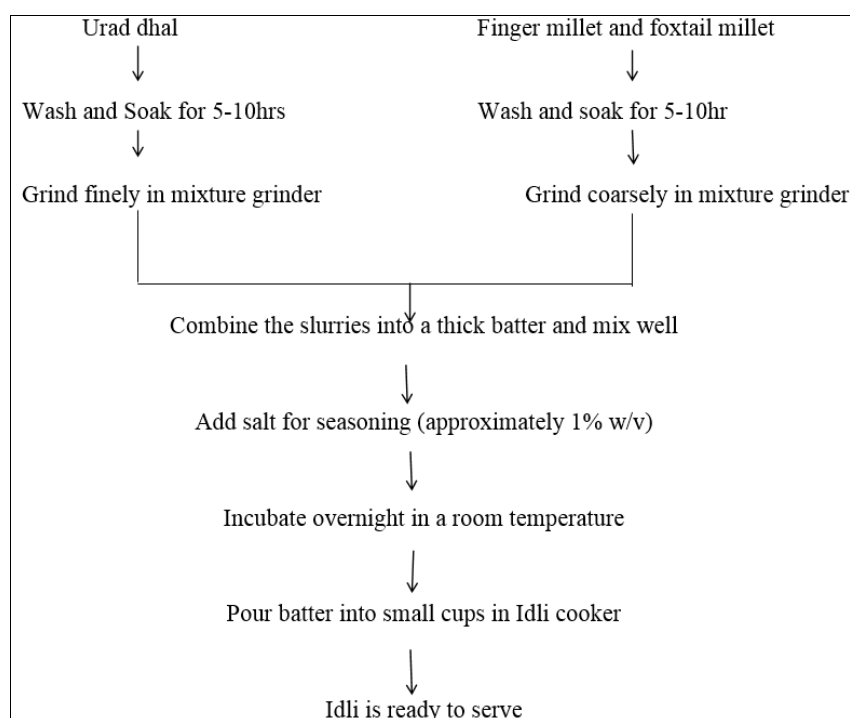 Urad dhal
Finger millet and foxtail millet
Wash and Soak for 5-10hrs
Wash and soak for 5-10hr
Grind finely in mixture grinder
Grind coarsely in mixture grinder
Combine the slurries into a thick batter and mix well
Add salt for seasoning (approximately 1% w/v)
Incubate overnight in a room temperature
Pour batter into small cups in Idli cooker
Idli is ready to serve